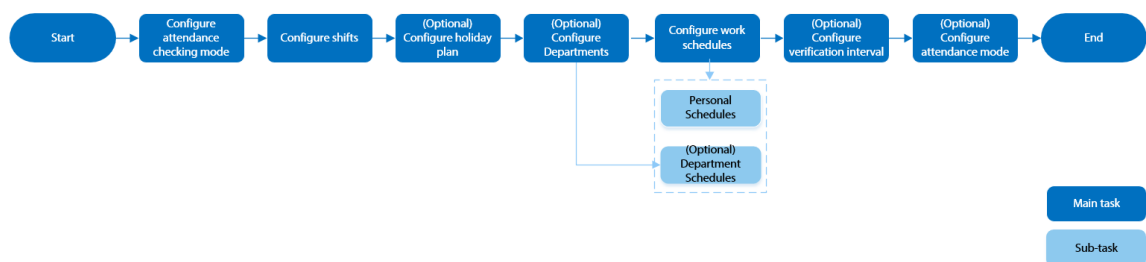 Start
Configure
attendance
checking mode
Configure shifts
(Optional)
Configure holiday
plan
(Optional)
Configure
Departments
Configure work
schedules
(Optional)
Configure
verification interval
(Optional)
Configure
attendance mode
End
Personal
Schedules
(Optional)
Department
Schedules
Main task
Sub-task